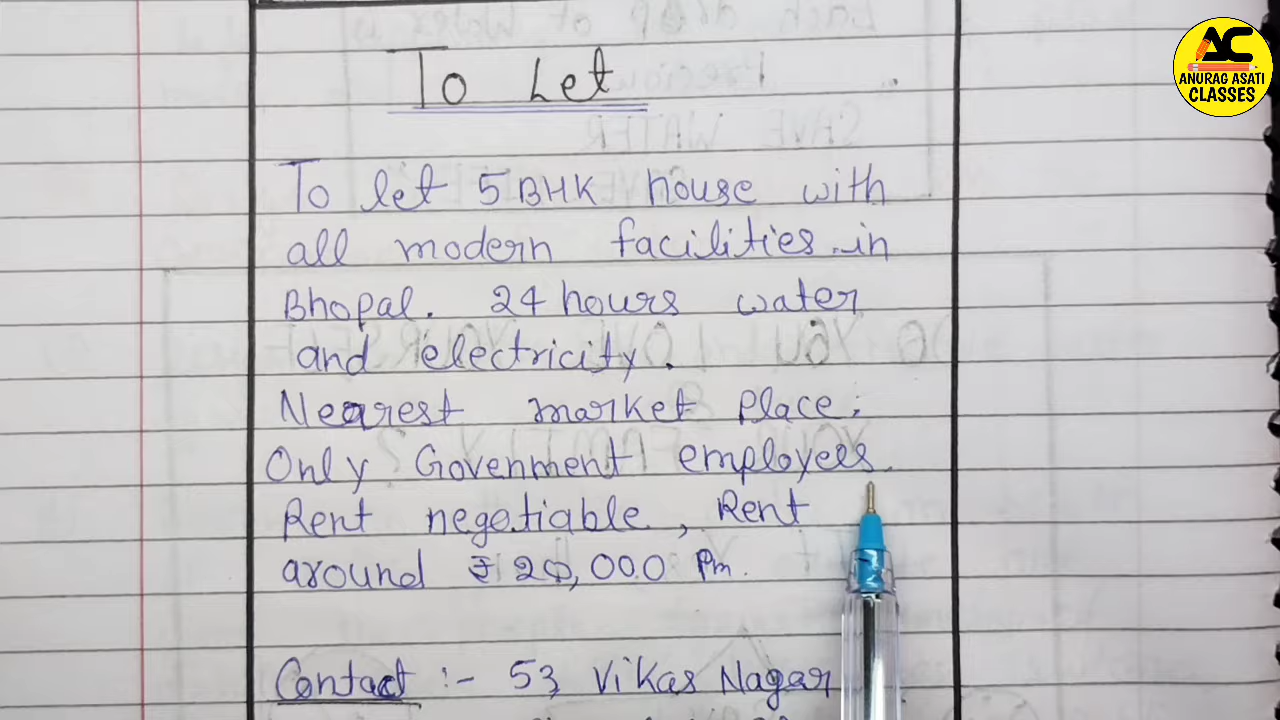 To Let
To let 5 BHK house with
all modern facilities in
Bhopal. 24 hours water
and electricity.
Nearest market place.
Only Govenment employees.
Rent negotiable, Rent
around ₹ 20,000 Pm.
Contact :- 53, Vikas Nagar
AC
ANURAG ASATI
CLASSES